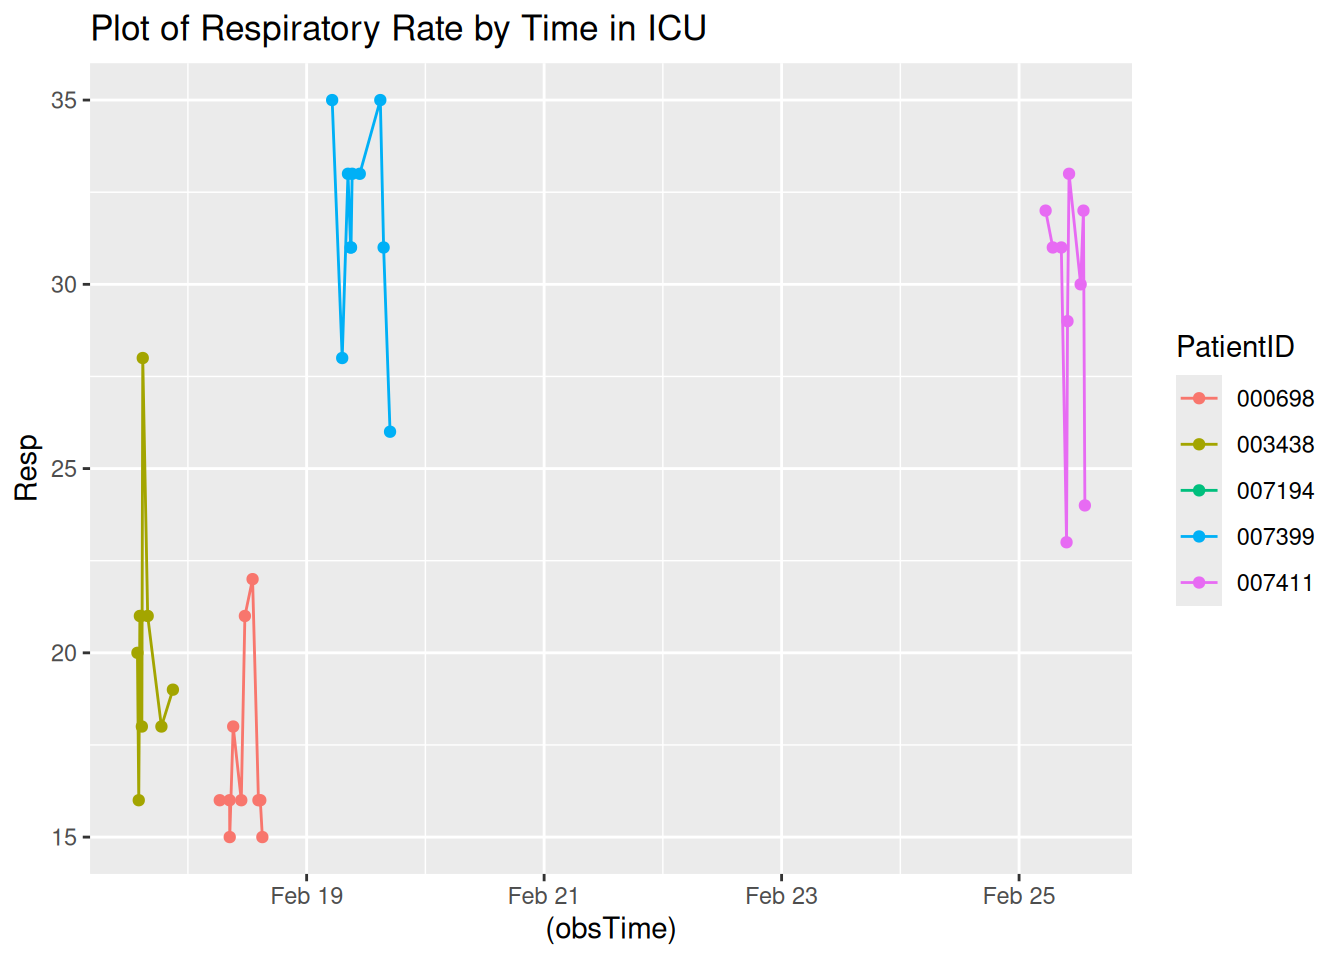 Plot of Respiratory Rate by Time in ICU
35
30
25
20
15
Resp
Feb 19
Feb 21
Feb 23
Feb 25
(obsTime)
PatientID
000698
003438
007194
007399
007411